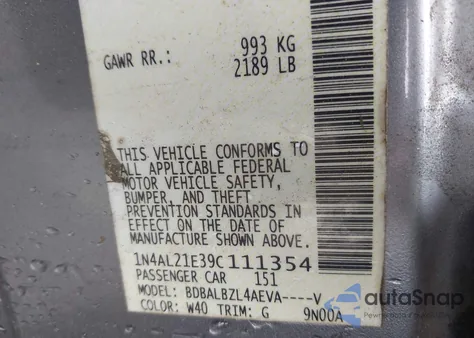 GAWR RR.: 993 KG
2189 LB
THIS VEHICLE CONFORMS TO
ALL APPLICABLE FEDERAL
MOTOR VEHICLE SAFETY,
BUMPER, AND THEFT
PREVENTION STANDARDS IN
EFFECT ON THE DATE OF
MANUFACTURE SHOWN ABOVE.
1N4AL21E39C111354
PASSENGER CAR 151
MODEL: BDBALBZL4AEVA----V
COLOR: W40 TRIM: G 9N00A
autoSnap